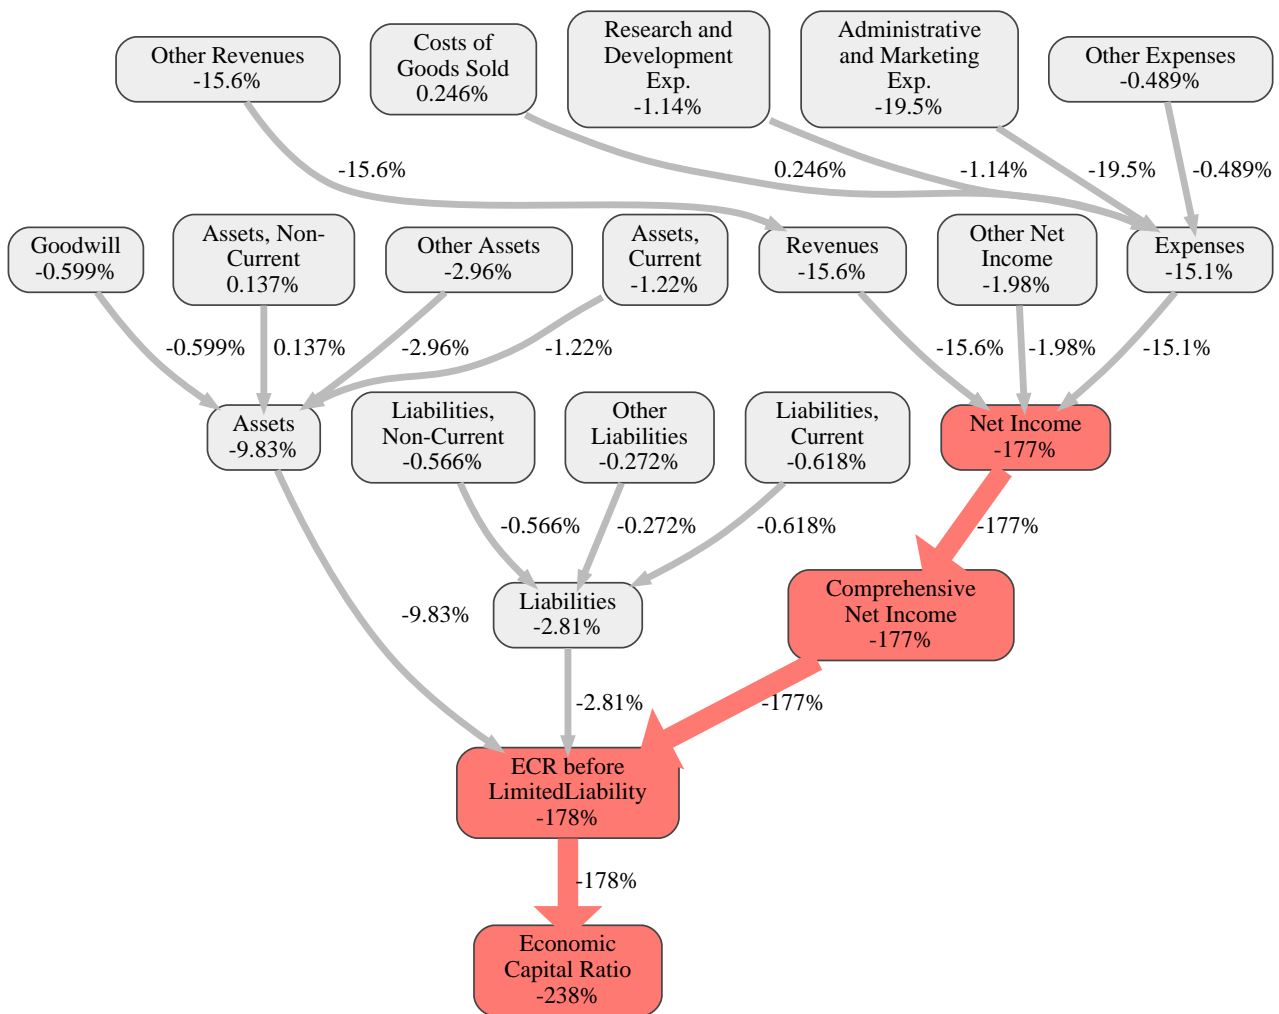 Other Revenues
-15.6%
Costs of
Goods Sold
0.246%
Research and
Development
Exp.
-1.14%
Administrative
and Marketing
Exp.
-19.5%
Other Expenses
-0.489%
-15.6%
0.246%
-1.14%
-19.5%
-0.489%
Goodwill
-0.599%
Assets, Non-
Current
0.137%
Other Assets
-2.96%
Assets,
Current
-1.22%
Revenues
-15.6%
Other Net
Income
-1.98%
Expenses
-15.1%
-0.599%
0.137%
-2.96%
-1.22%
-15.6%
-1.98%
-15.1%
Assets
-9.83%
Liabilities,
Non-Current
-0.566%
Other
Liabilities
-0.272%
Liabilities,
Current
-0.618%
Net Income
-177%
-0.566%
-0.272%
-0.618%
-177%
-9.83%
Liabilities
-2.81%
Comprehensive
Net Income
-177%
-2.81%
-177%
ECR before
LimitedLiability
-178%
-178%
Economic
Capital Ratio
-238%